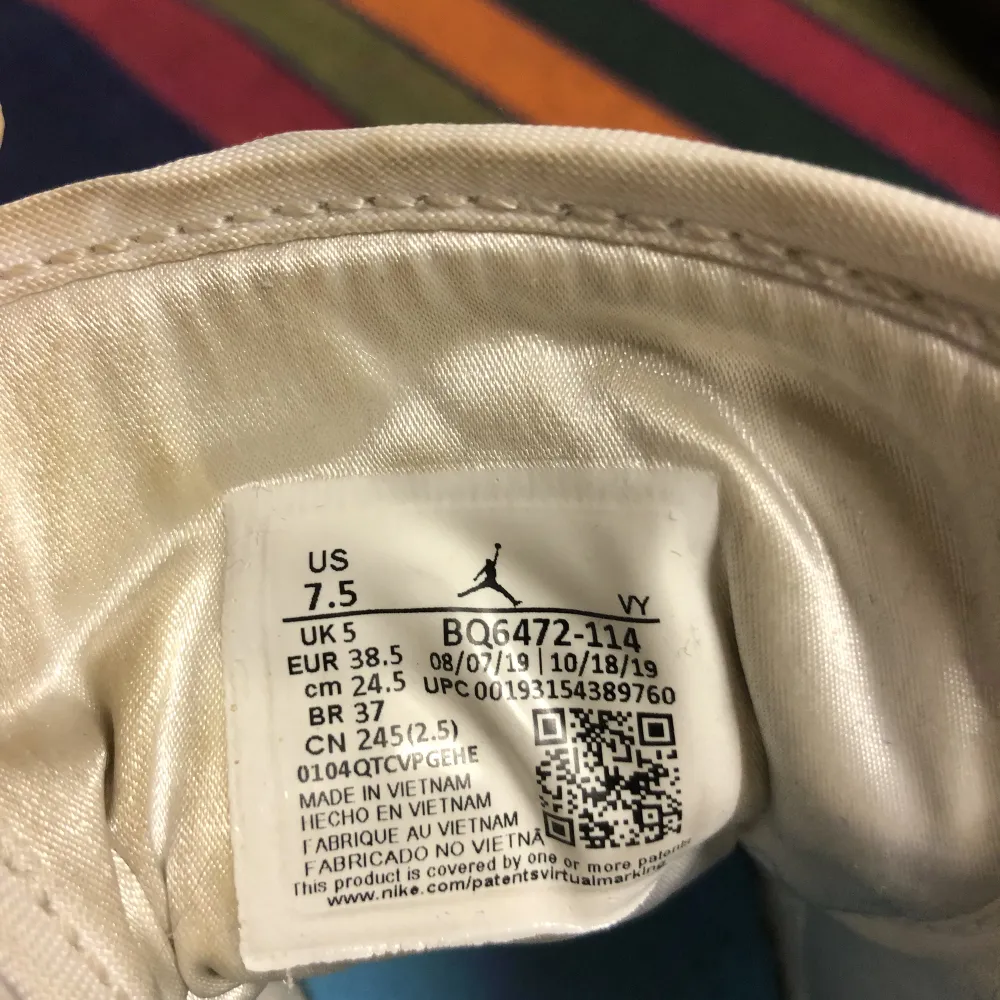 US
7.5
VY
UK 5
BQ6472-114
EUR 38.5
08/07/19 | 10/18/19
cm 24.5
UPC 00193154389760
BR 37
CN 245(2.5)
0104QTCVPGEHE
MADE IN VIETNAM
HECHO EN VIETNAM
FABRIQUE AU VIETNAM
FABRICADO NO VIETNÃ
This product is covered by one or more patents
www.nike.com/patentsvirtualmarking